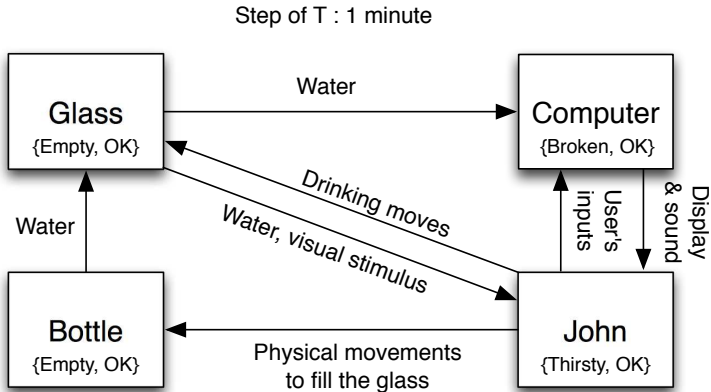 Step of T : 1 minute
Glass
{Empty, OK}
Water
Computer
{Broken, OK}
Drinking moves
Water, visual stimulus
User's
inputs
Display
& sound
Water
Bottle
{Empty, OK}
Physical movements
to fill the glass
John
{Thirsty, OK}